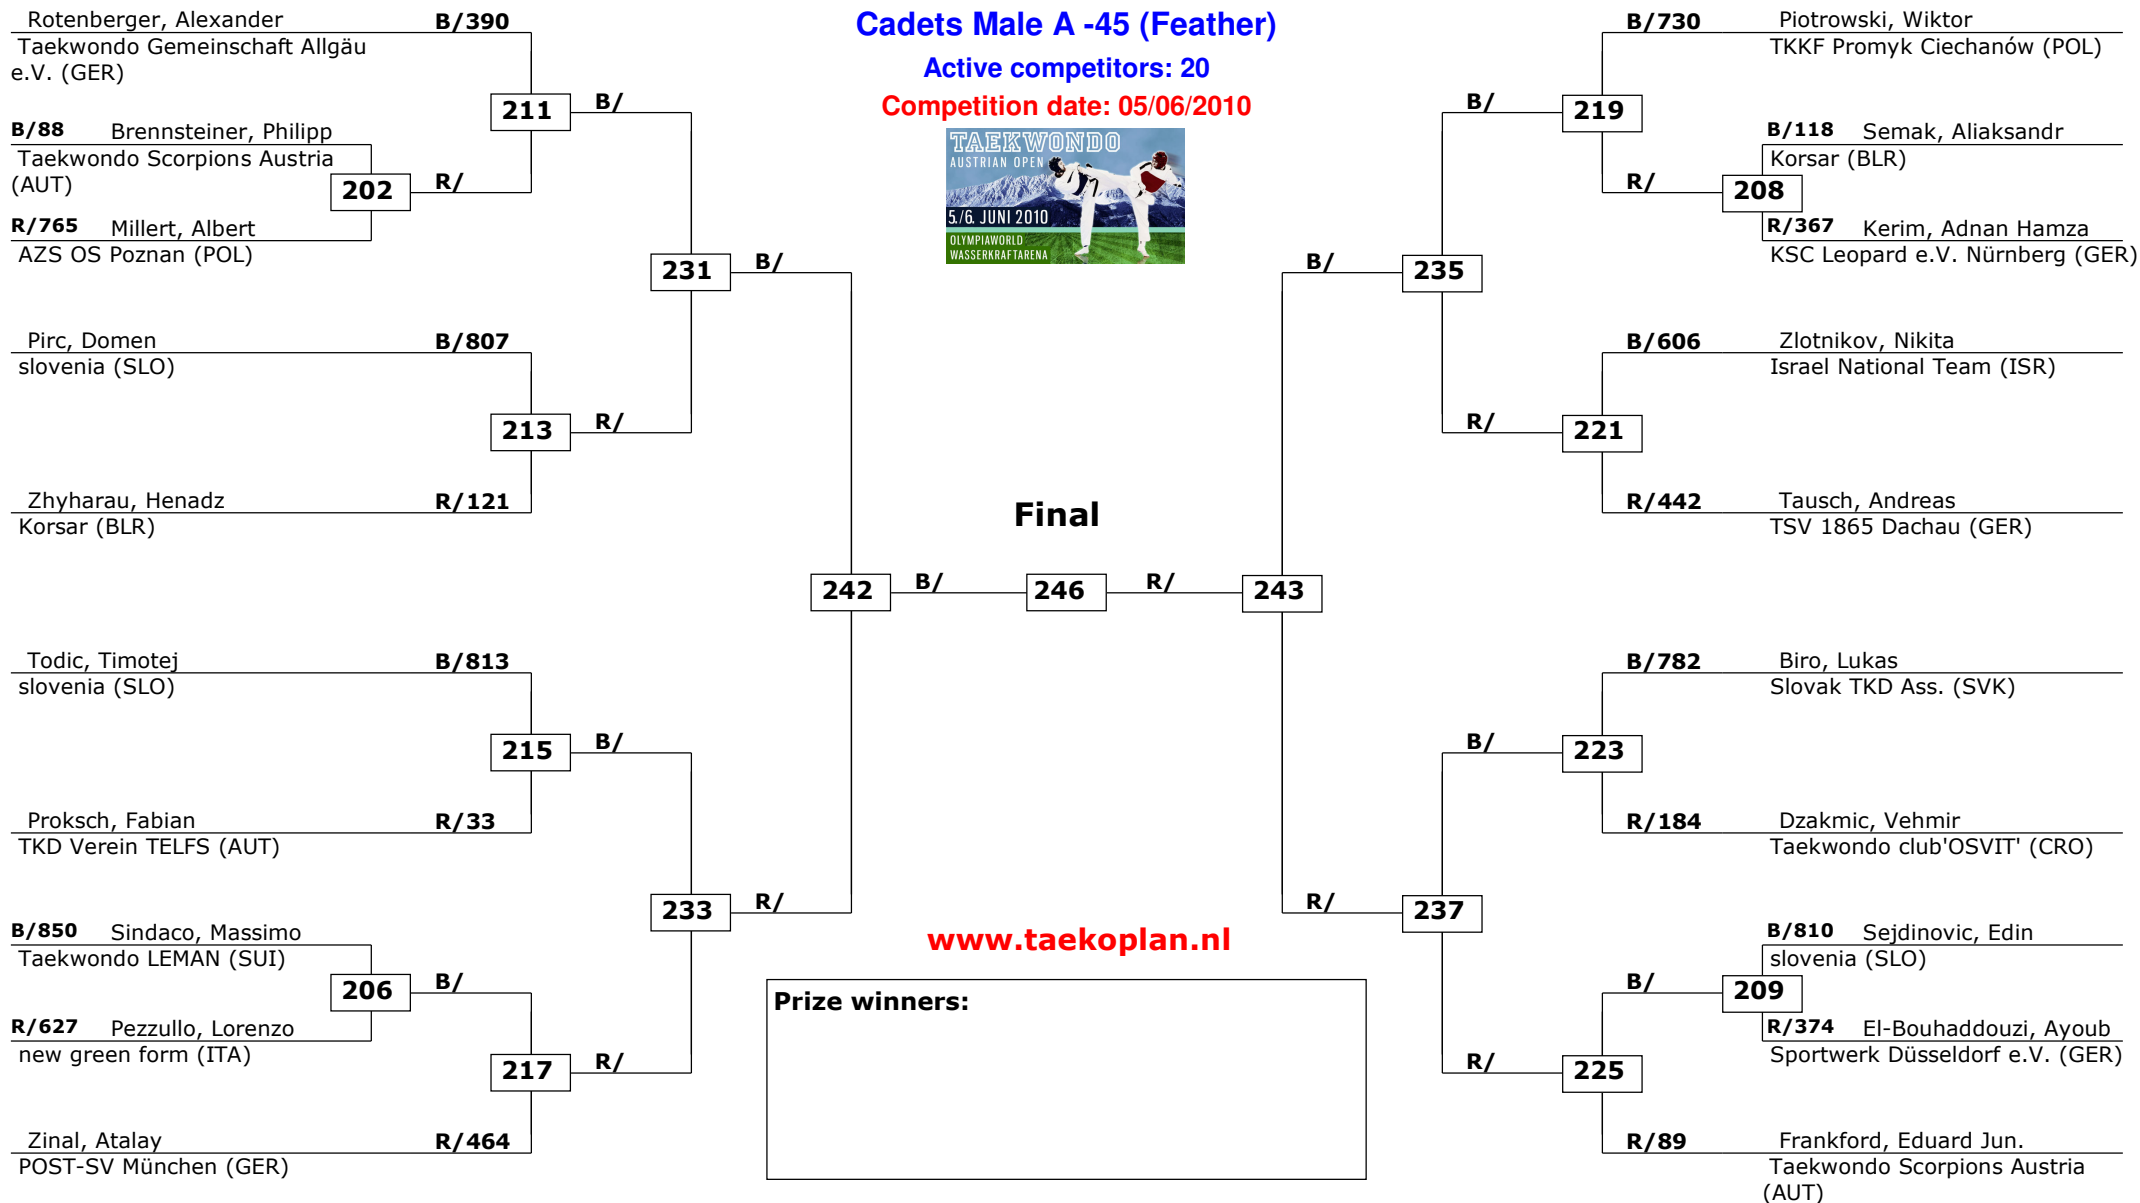 Cadets Male A -45 (Feather)
Active competitors: 20
Competition date: 05/06/2010
TAEKWONDO
AUSTRIAN OPEN
5./6. JUNI 2010
OLYMPIAWORLD
WASSERKRAFTARENA
Rotenberger, Alexander B/390
Taekwondo Gemeinschaft Allgäu
e.V. (GER)
211 B/
B/88 Brennsteiner, Philipp
Taekwondo Scorpions Austria
(AUT)
202 R/
R/765 Millert, Albert
AZS OS Poznan (POL)
231 B/
Pirc, Domen B/807
slovenia (SLO)
213 R/
Zhyharau, Henadz R/121
Korsar (BLR)
Todic, Timotej B/813
slovenia (SLO)
215 B/
Proksch, Fabian R/33
TKD Verein TELFS (AUT)
233 R/
B/850 Sindaco, Massimo
Taekwondo LEMAN (SUI)
206 B/
R/627 Pezzullo, Lorenzo
new green form (ITA)
217 R/
Zinal, Atalay R/464
POST-SV München (GER)
Final
242 B/ 246 R/ 243
B/730 Piotrowski, Wiktor
TKKF Promyk Ciechanów (POL)
B/ 219
B/118 Semak, Aliaksandr
Korsar (BLR)
R/ 208
R/367 Kerim, Adnan Hamza
KSC Leopard e.V. Nürnberg (GER)
B/ 235
B/606 Zlotnikov, Nikita
Israel National Team (ISR)
R/ 221
R/442 Tausch, Andreas
TSV 1865 Dachau (GER)
B/782 Biro, Lukas
Slovak TKD Ass. (SVK)
B/ 223
R/184 Dzakmic, Vehmir
Taekwondo club'OSVIT' (CRO)
R/ 237
B/810 Sejdinovic, Edin
slovenia (SLO)
B/ 209
R/374 El-Bouhaddouzi, Ayoub
Sportwerk Düsseldorf e.V. (GER)
R/ 225
R/89 Frankford, Eduard Jun.
Taekwondo Scorpions Austria
(AUT)
www.taekoplan.nl
Prize winners: